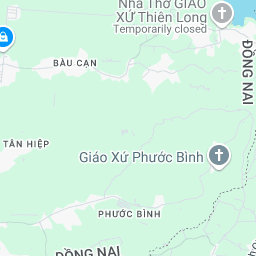 Nhà Thờ GIÁO
XỨ Thiên Long
Temporarily closed
ĐỒNG NAI
BÀU CẠN
TÂN HIỆP
Giáo Xứ Phước Bình
PHƯỚC BÌNH
ĐỒNG NAI